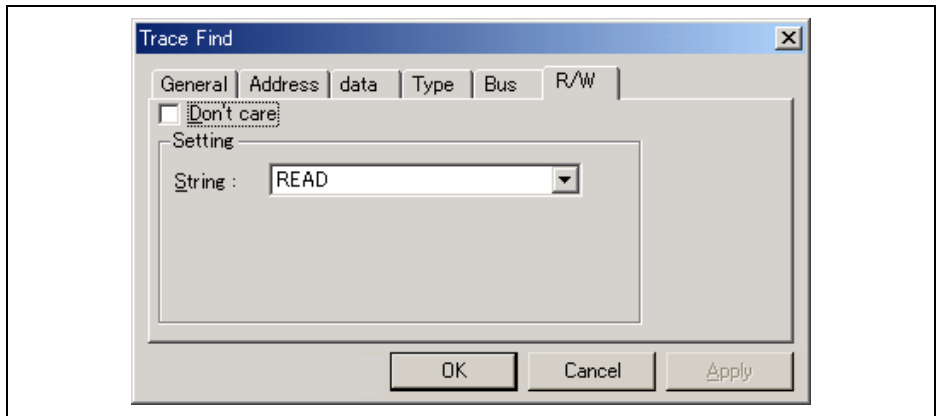 Trace Find
General Address data Type Bus R/W
Don't care
Setting
String : READ
OK Cancel Apply